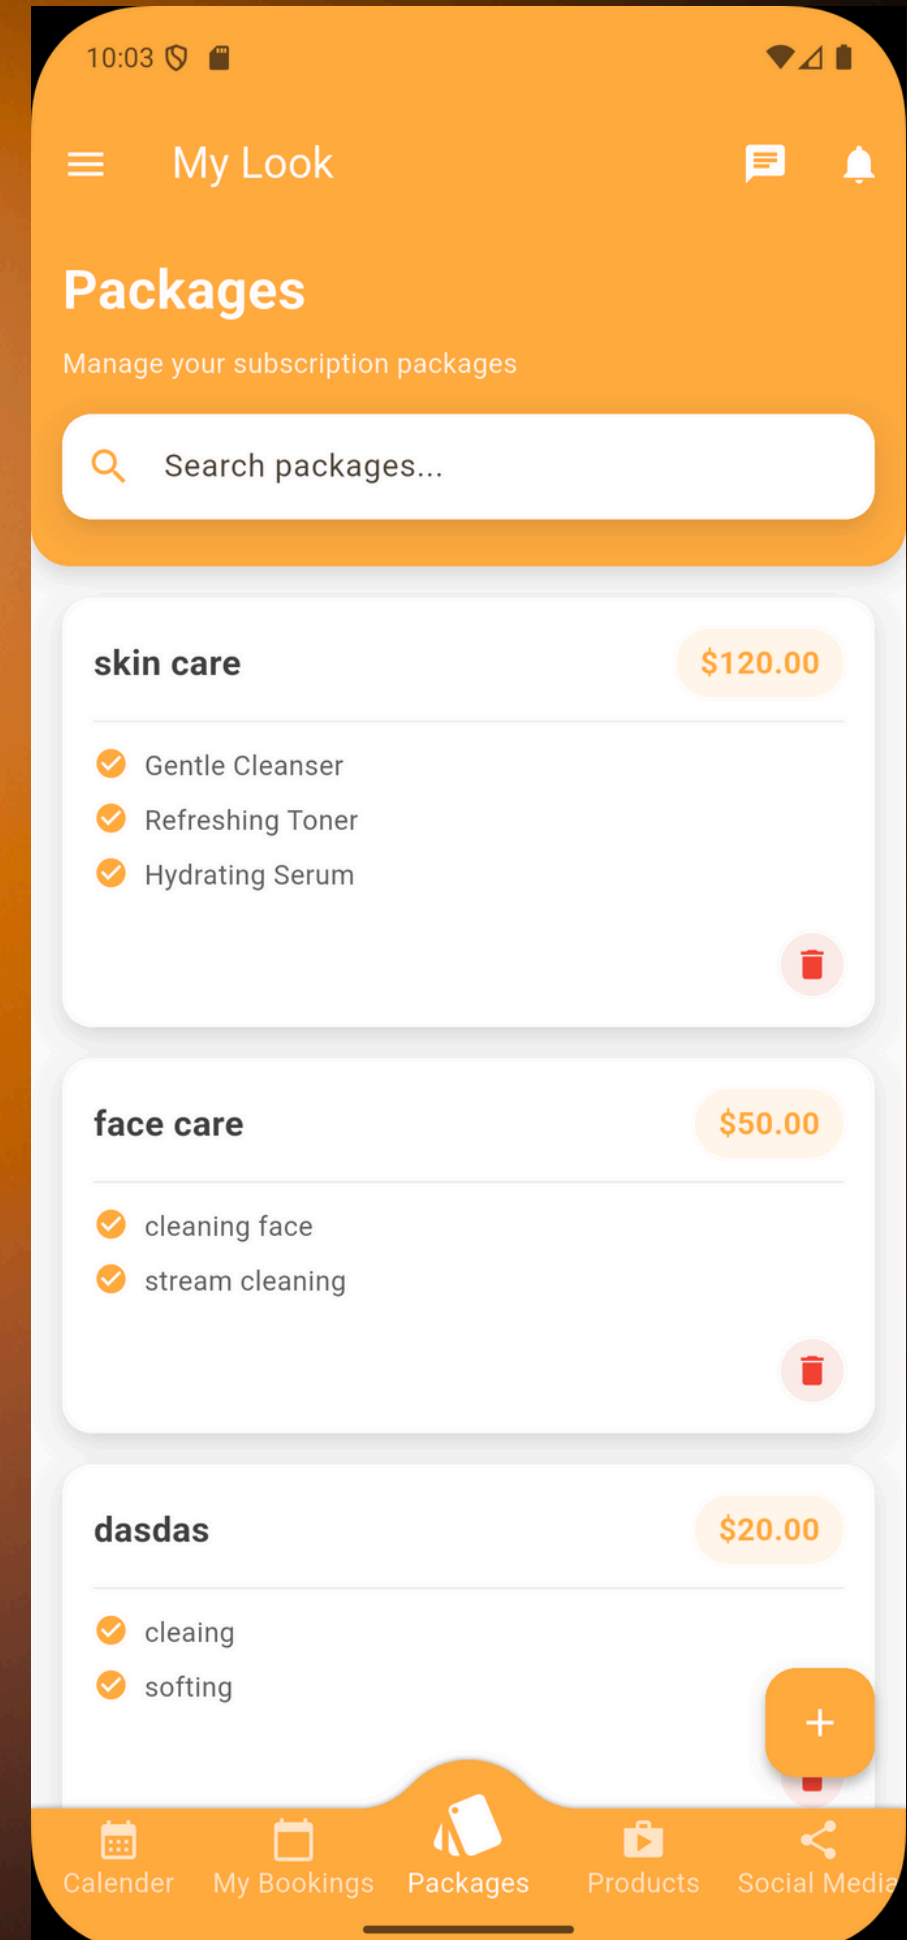 10:03
My Look
Packages
Manage your subscription packages
Search packages...
skin care
$120.00
Gentle Cleanser
Refreshing Toner
Hydrating Serum
face care
$50.00
cleaning face
stream cleaning
dasdas
$20.00
cleaing
softing
Calender
My Bookings
Packages
Products
Social Media